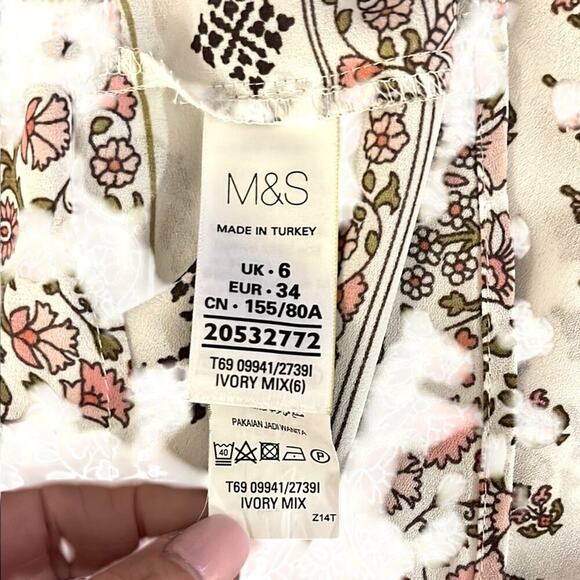 M&S
MADE IN TURKEY
UK • 6
EUR • 34
CN • 155/80A
20532772
T69 09941/2739I
IVORY MIX(6)
PAKAIAN JADI WANITA
40 P
T69 09941/2739I
IVORY MIX
Z14T